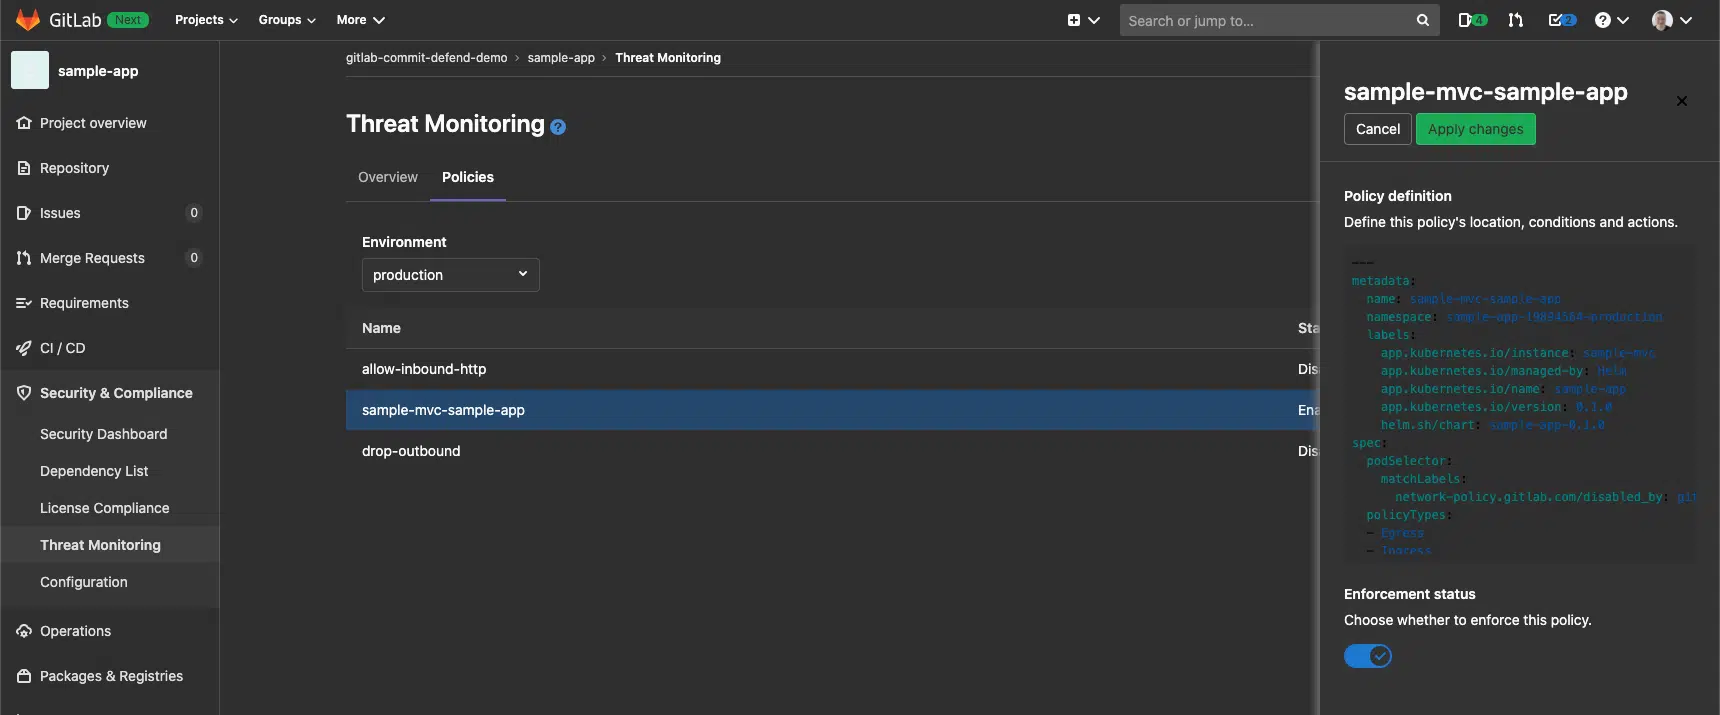 GitLab Next Projects Groups More Search or jump to... 4 2
sample-app
Project overview
Repository
Issues 0
Merge Requests 0
Requirements
CI / CD
Security & Compliance
Security Dashboard
Dependency List
License Compliance
Threat Monitoring
Configuration
Operations
Packages & Registries
gitlab-commit-defend-demo › sample-app › Threat Monitoring
Threat Monitoring ?
Overview Policies
Environment
production
Name Sta
allow-inbound-http Dis
sample-mvc-sample-app Ena
drop-outbound Dis
sample-mvc-sample-app
Cancel Apply changes
Policy definition
Define this policy's location, conditions and actions.
---
metadata:
name: sample-mvc-sample-app
namespace: sample-app-19894584-production
labels:
app.kubernetes.io/instance: sample-mvc
app.kubernetes.io/managed-by: Helm
app.kubernetes.io/name: sample-app
app.kubernetes.io/version: 0.1.0
helm.sh/chart: sample-app-0.1.0
spec:
podSelector:
matchLabels:
network-policy.gitlab.com/disabled_by: git
policyTypes:
- Egress
- Ingress
Enforcement status
Choose whether to enforce this policy.